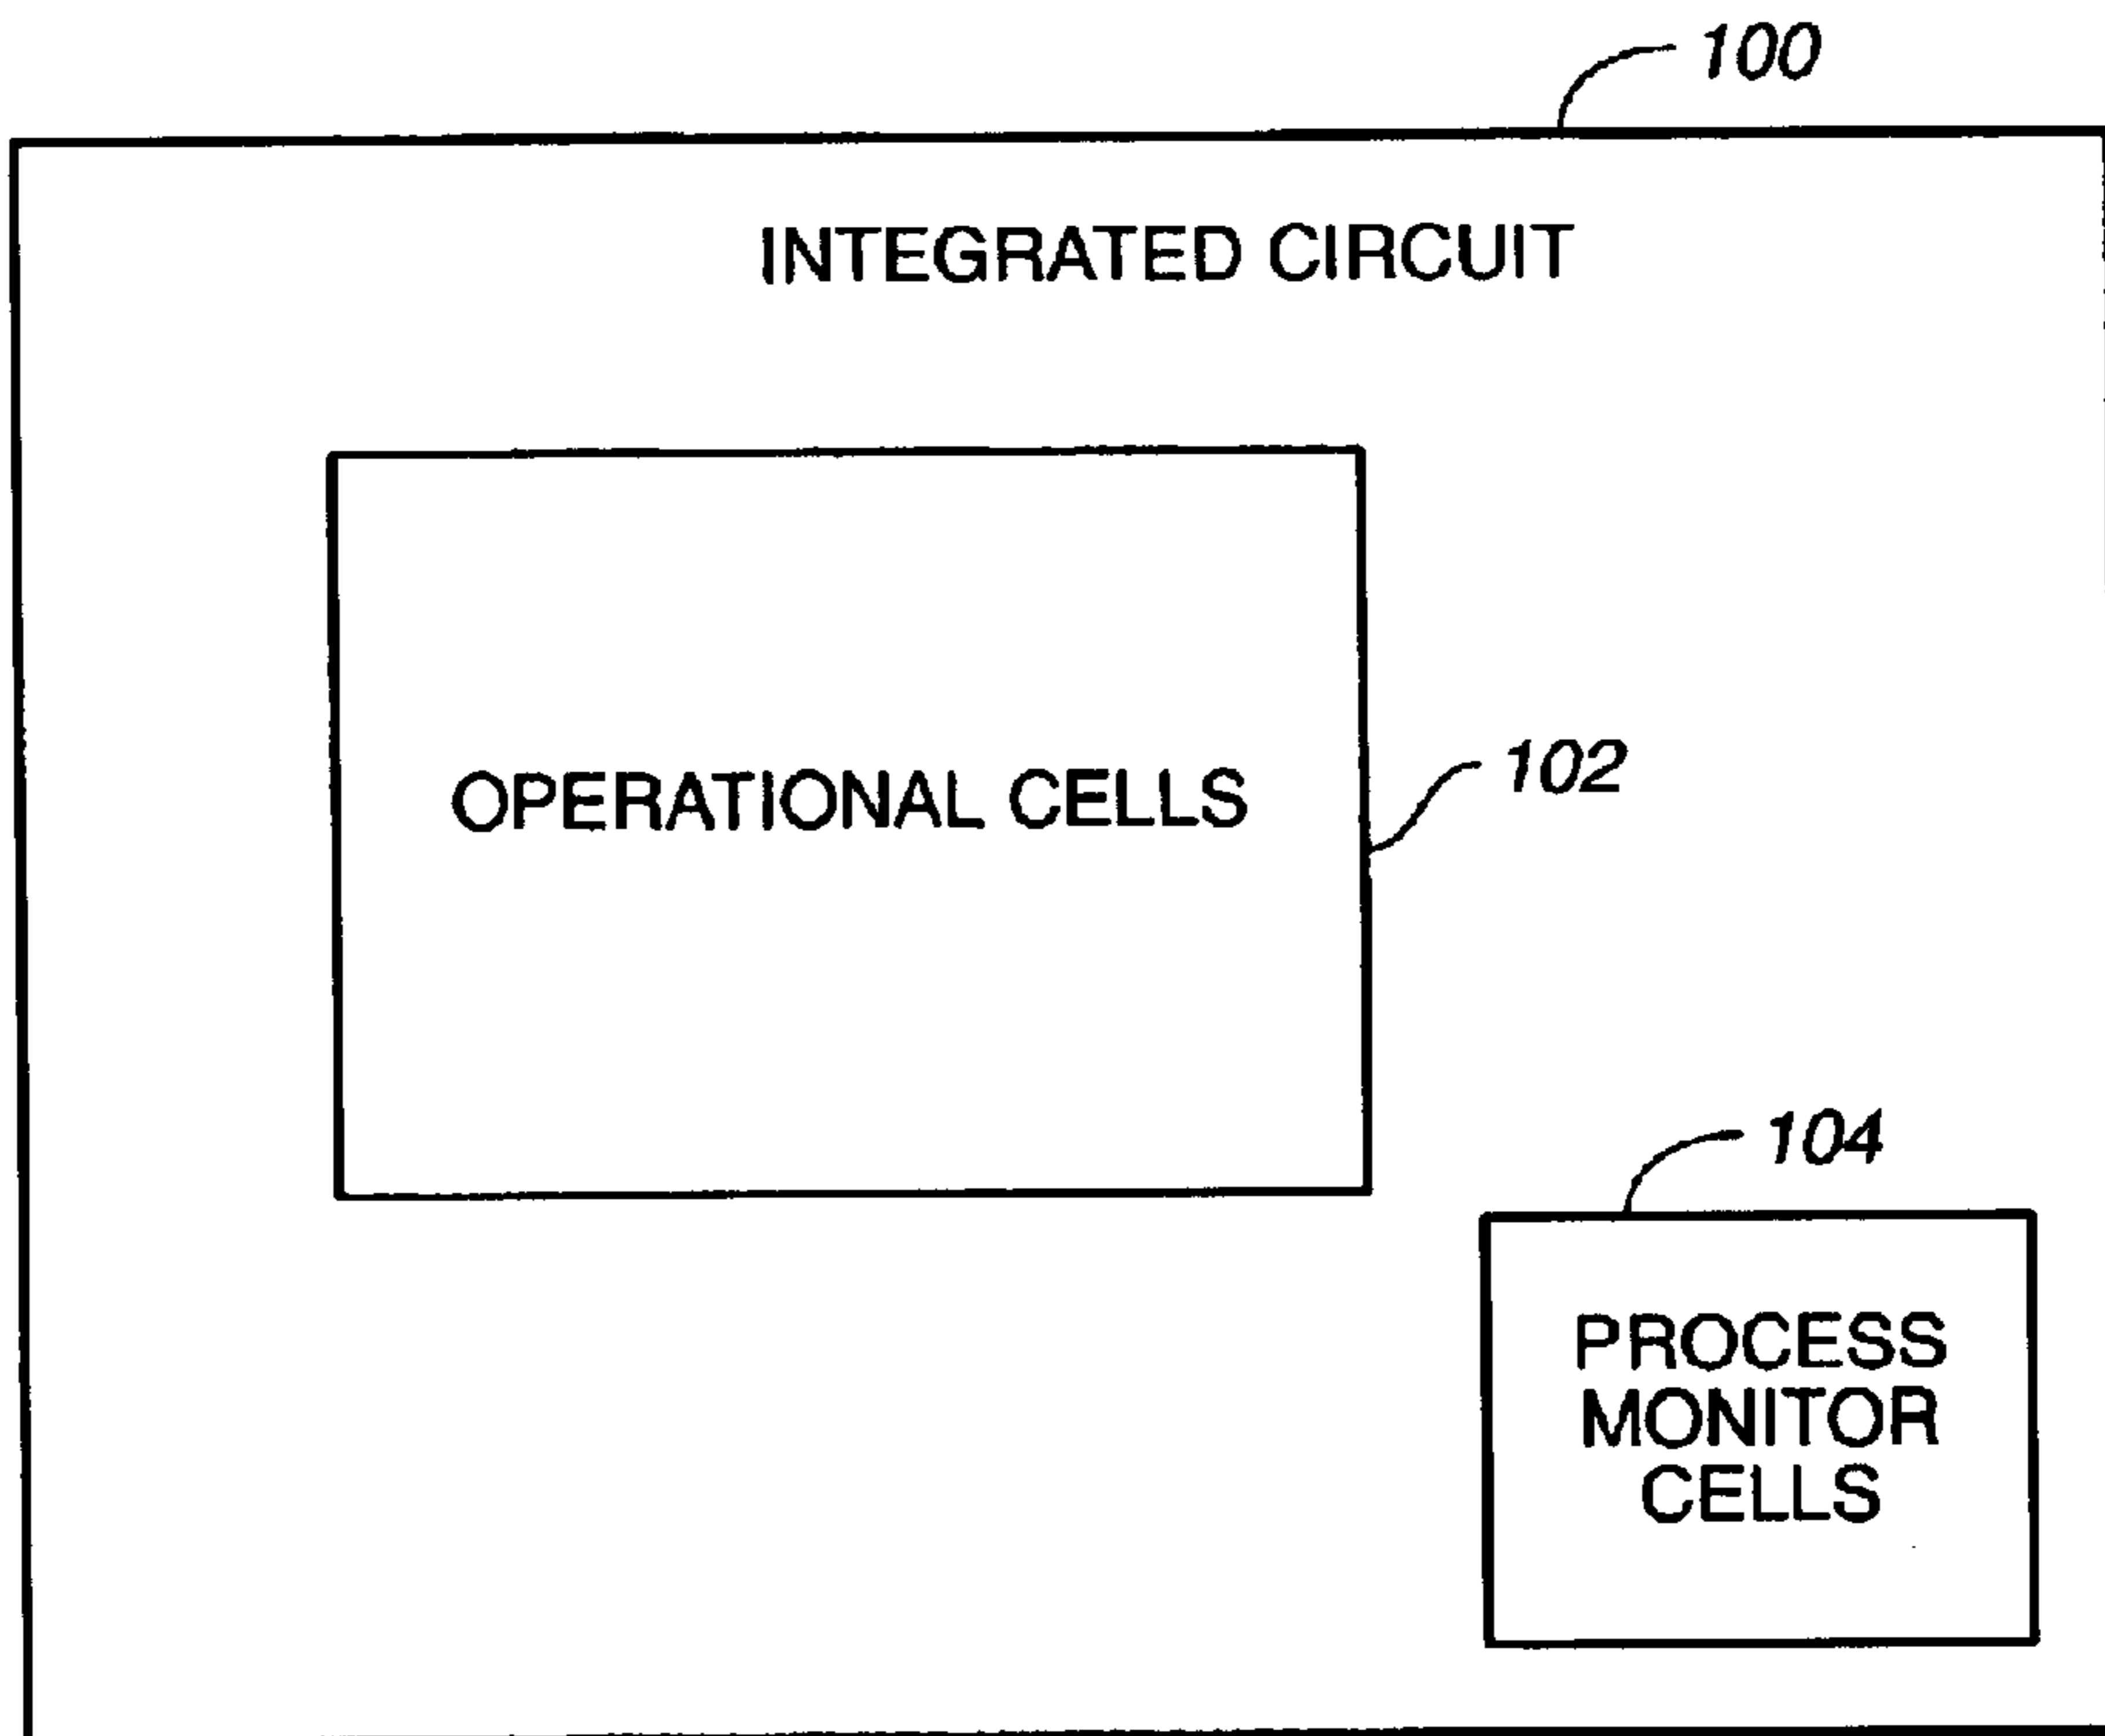 100
INTEGRATED CIRCUIT
OPERATIONAL CELLS
102
104
PROCESS
MONITOR
CELLS